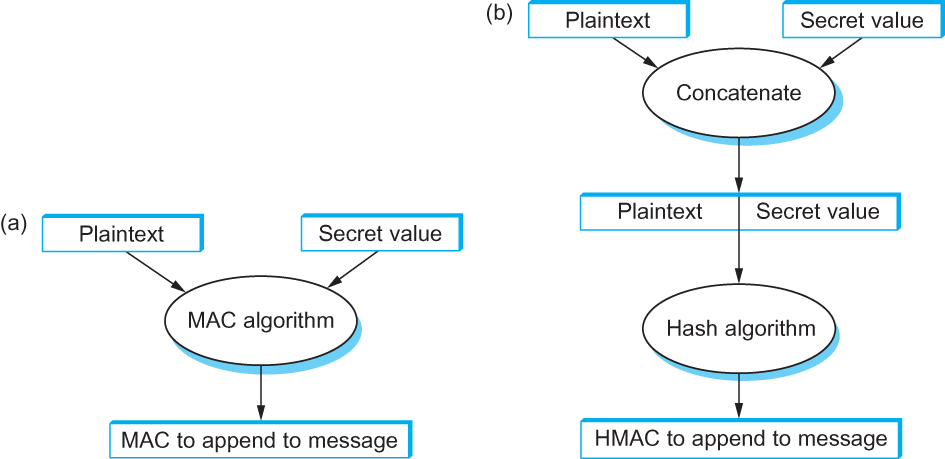 (a)
Plaintext
Secret value
MAC algorithm
MAC to append to message
(b)
Plaintext
Secret value
Concatenate
Plaintext
Secret value
Hash algorithm
HMAC to append to message